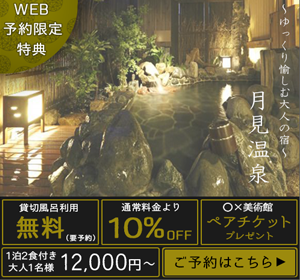 WEB
予約限定
特典
〜ゆっくり愉しむ大人の宿〜
月見温泉
貸切風呂利用
無料(要予約)
通常料金より
10%OFF
〇×美術館
ペアチケット
プレゼント
1泊2食付き
大人1名様
12,000円〜
ご予約はこちら▶